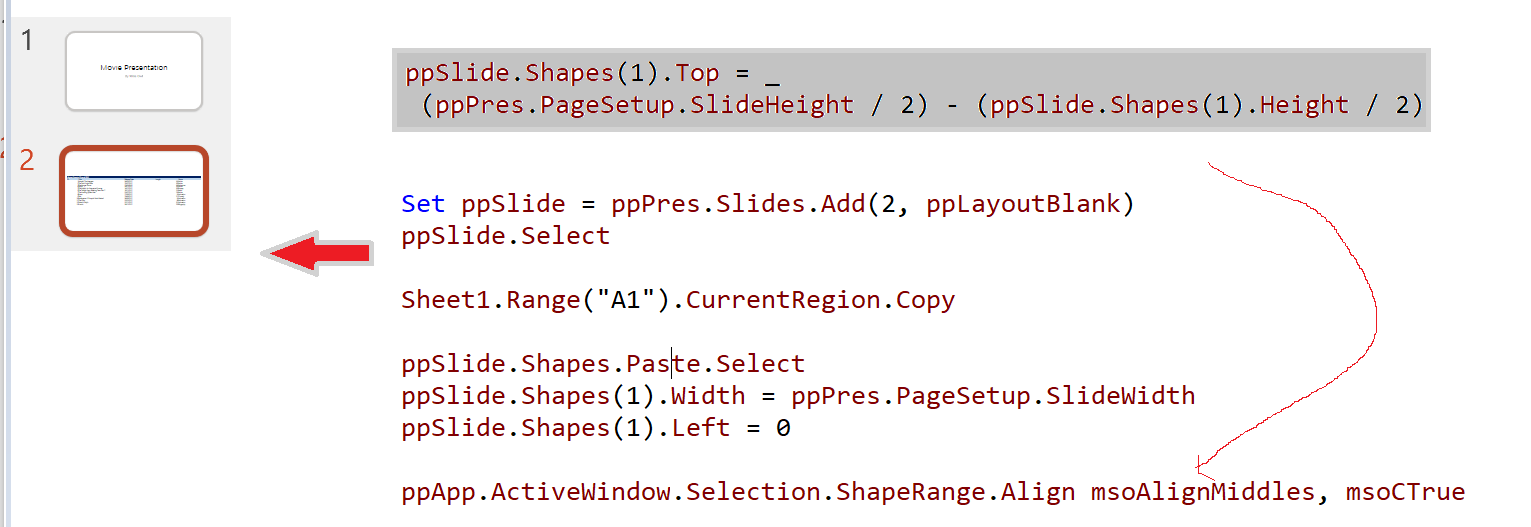 1
Movie Presentation
2
ppSlide.Shapes(1).Top = _
(ppPres.PageSetup.SlideHeight / 2) - (ppSlide.Shapes(1).Height / 2)
Set ppSlide = ppPres.Slides.Add(2, ppLayoutBlank)
ppSlide.Select
Sheet1.Range("A1").CurrentRegion.Copy
ppSlide.Shapes.Paste.Select
ppSlide.Shapes(1).Width = ppPres.PageSetup.SlideWidth
ppSlide.Shapes(1).Left = 0
ppApp.ActiveWindow.Selection.ShapeRange.Align msoAlignMiddles, msoCTrue